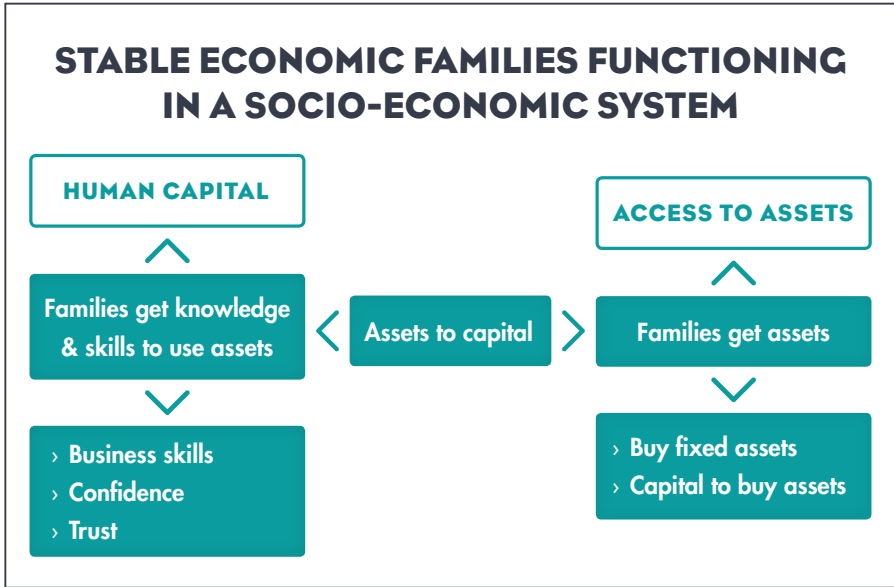 STABLE ECONOMIC FAMILIES FUNCTIONING
IN A SOCIO-ECONOMIC SYSTEM
HUMAN CAPITAL
Families get knowledge
& skills to use assets
› Business skills
› Confidence
› Trust
Assets to capital
ACCESS TO ASSETS
Families get assets
› Buy fixed assets
› Capital to buy assets